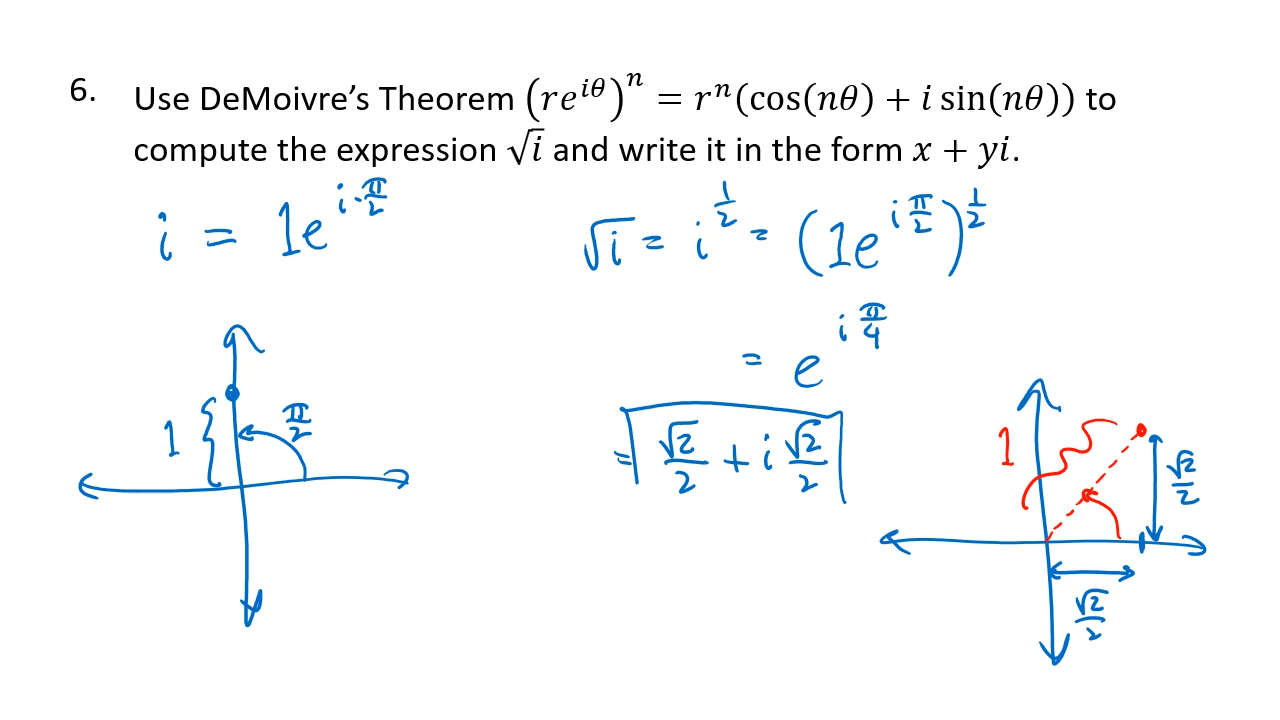 6. Use DeMoivre's Theorem (re^{iθ})^n = r^n(cos(nθ) + i sin(nθ)) to
compute the expression √i and write it in the form x + yi.
i = 1e^{i·π/2}
√i = i^{1/2} = (1e^{iπ/2})^{1/2}
= e^{iπ/4}
= √2/2 + i √2/2
1
π/2
1
√2/2
√2/2